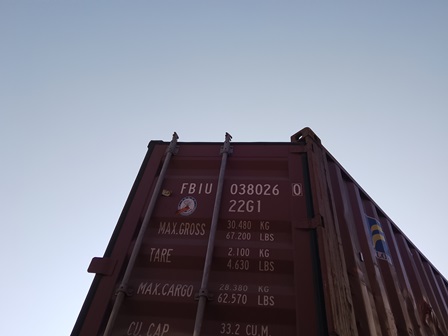 FBIU 038026 0
22G1
MAX.GROSS 30.480 KG
67.200 LBS
TARE 2.100 KG
4.630 LBS
MAX.CARGO 28.380 KG
62.570 LBS
CU.CAP. 33.2 CU.M